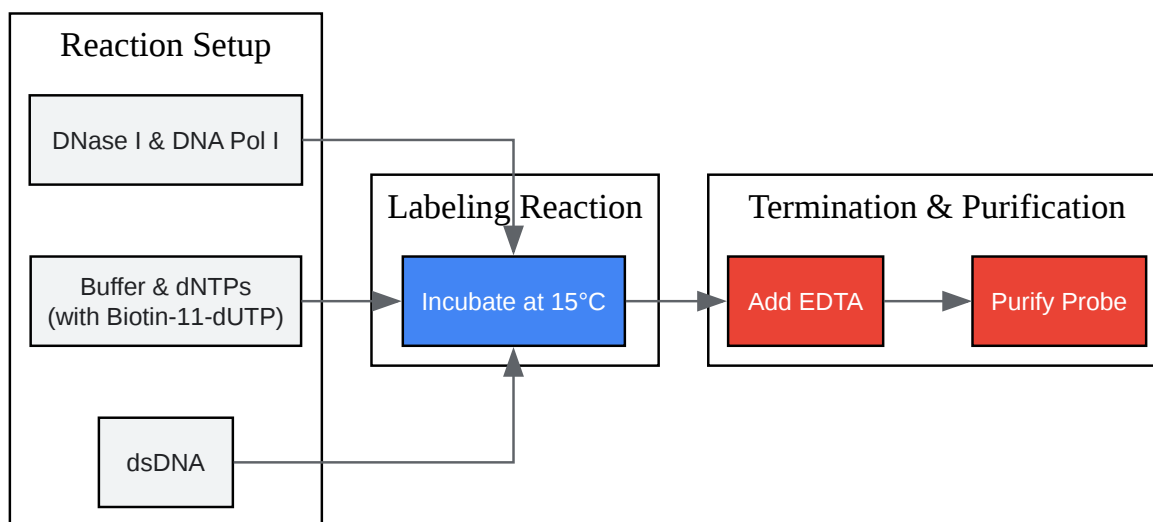 Reaction Setup
DNase I & DNA Pol I
Buffer & dNTPs
(with Biotin-11-dUTP)
dsDNA
Labeling Reaction
Incubate at 15°C
Termination & Purification
Add EDTA
Purify Probe